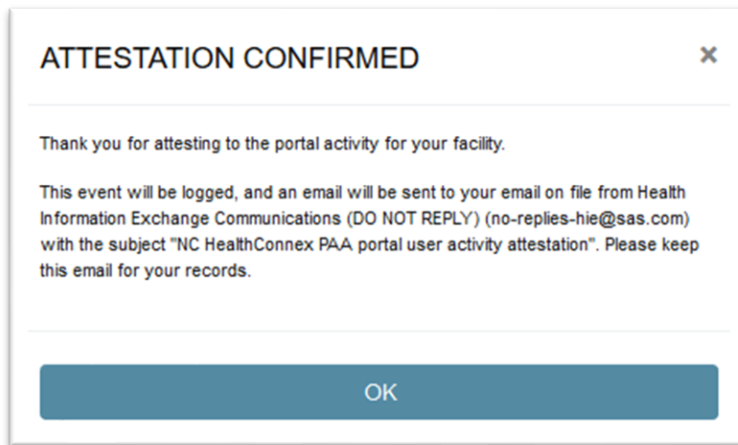 ATTESTATION CONFIRMED ×
Thank you for attesting to the portal activity for your facility.
This event will be logged, and an email will be sent to your email on file from Health
Information Exchange Communications (DO NOT REPLY) (no-replies-hie@sas.com)
with the subject "NC HealthConnex PAA portal user activity attestation". Please keep
this email for your records.
OK